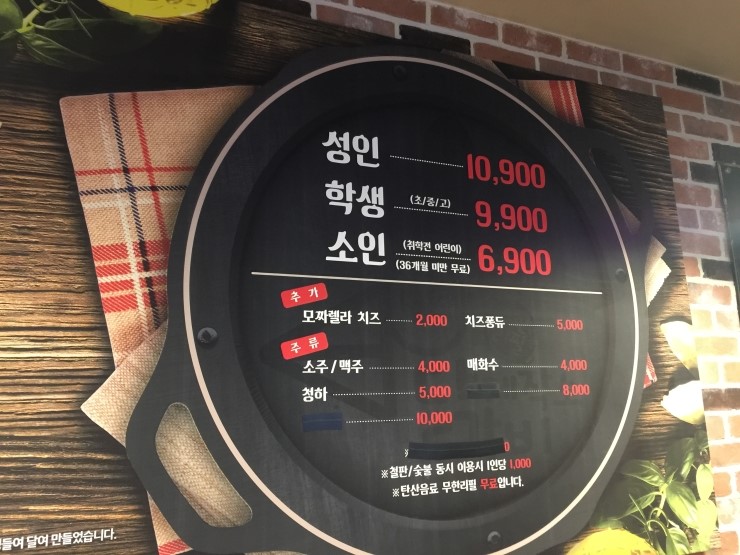 성인 10,900
학생 (초/중/고) 9,900
소인 (취학전 어린이) (36개월 미만 무료) 6,900
추가
모짜렐라 치즈 2,000 치즈퐁듀 5,000
주류
소주/맥주 4,000 매화수 4,000
청하 5,000 8,000
10,000
※철판/숯불 동시 이용시 1인당 1,000
※탄산음료 무한리필 무료입니다.
들여 달여 만들었습니다.